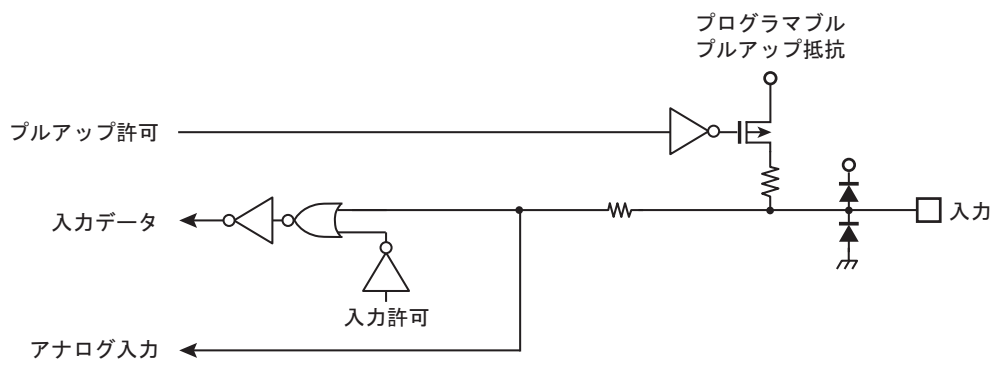 プログラマブル
プルアップ抵抗
プルアップ許可
入力データ
入力
入力許可
アナログ入力